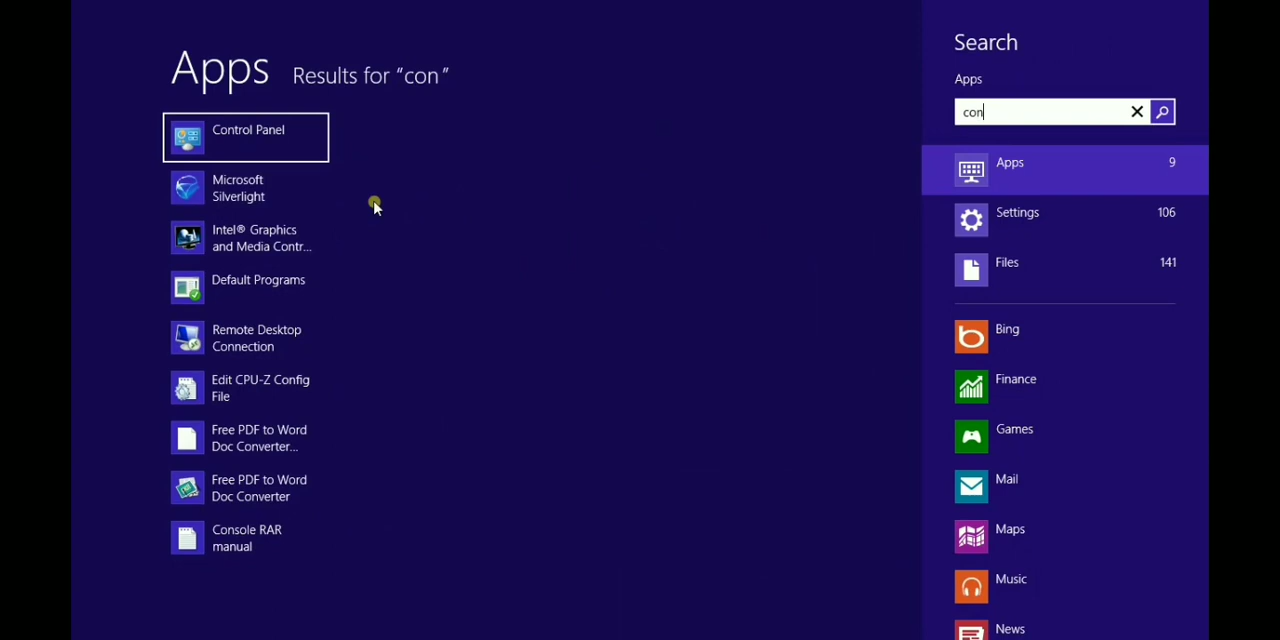 Apps Results for “con”
Control Panel
Microsoft
Silverlight
Intel® Graphics
and Media Contr...
Default Programs
Remote Desktop
Connection
Edit CPU-Z Config
File
Free PDF to Word
Doc Converter...
Free PDF to Word
Doc Converter
Console RAR
manual
Search
Apps
con
Apps 9
Settings 106
Files 141
Bing
Finance
Games
Mail
Maps
Music
News